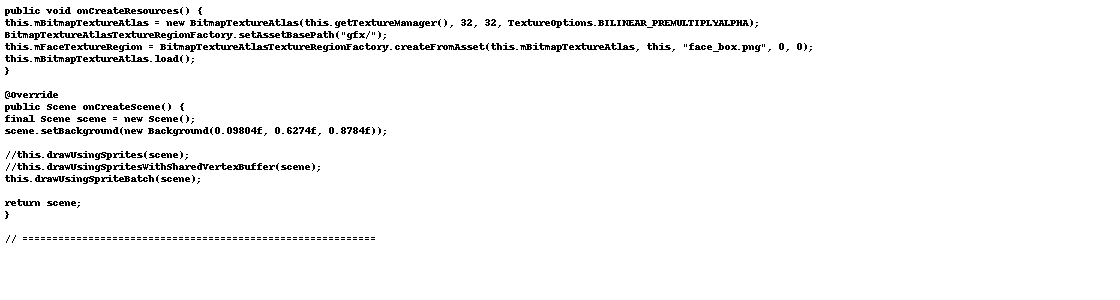 public void onCreateResources() {
this.mBitmapTextureAtlas = new BitmapTextureAtlas(this.getTextureManager(), 32, 32, TextureOptions.BILINEAR_PREMULTIPLYALPHA);
BitmapTextureAtlasTextureRegionFactory.setAssetBasePath("gfx/");
this.mFaceTextureRegion = BitmapTextureAtlasTextureRegionFactory.createFromAsset(this.mBitmapTextureAtlas, this, "face_box.png", 0, 0);
this.mBitmapTextureAtlas.load();
}
@Override
public Scene onCreateScene() {
final Scene scene = new Scene();
scene.setBackground(new Background(0.09804f, 0.6274f, 0.8784f));
//this.drawUsingSprites(scene);
//this.drawUsingSpritesWithSharedVertexBuffer(scene);
this.drawUsingSpriteBatch(scene);
return scene;
}
// ===========================================================